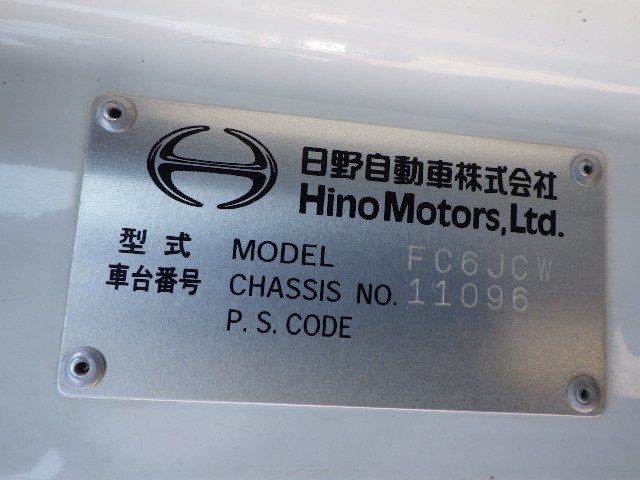 日野自動車株式会社
Hino Motors, Ltd.
型式 MODEL FC6JCW
車台番号 CHASSIS NO. 11096
P. S. CODE